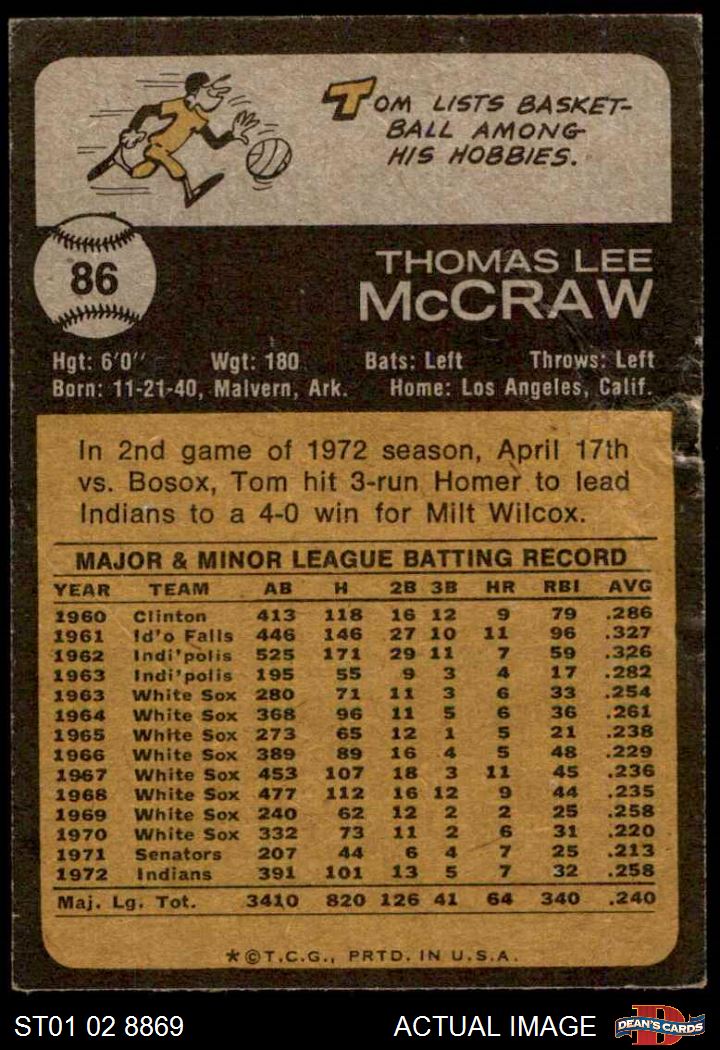 TOM LISTS BASKET-
BALL AMONG
HIS HOBBIES.
86
THOMAS LEE
McCRAW
Hgt: 6'0" Wgt: 180 Bats: Left Throws: Left
Born: 11-21-40, Malvern, Ark. Home: Los Angeles, Calif.
In 2nd game of 1972 season, April 17th
vs. Bosox, Tom hit 3-run Homer to lead
Indians to a 4-0 win for Milt Wilcox.
MAJOR & MINOR LEAGUE BATTING RECORD
YEAR TEAM AB H 2B 3B HR RBI AVG
1960 Clinton 413 118 16 12 9 79 .286
1961 Id'o Falls 446 146 27 10 11 96 .327
1962 Indi'polis 525 171 29 11 7 59 .326
1963 Indi'polis 195 55 9 3 4 17 .282
1963 White Sox 280 71 11 3 6 33 .254
1964 White Sox 368 96 11 5 6 36 .261
1965 White Sox 273 65 12 1 5 21 .238
1966 White Sox 389 89 16 4 5 48 .229
1967 White Sox 453 107 18 3 11 45 .236
1968 White Sox 477 112 16 12 9 44 .235
1969 White Sox 240 62 12 2 2 25 .258
1970 White Sox 332 73 11 2 6 31 .220
1971 Senators 207 44 6 4 7 25 .213
1972 Indians 391 101 13 5 7 32 .258
Maj. Lg. Tot. 3410 820 126 41 64 340 .240
*©T.C.G., PRTD. IN U.S.A.
ST01 02 8869 ACTUAL IMAGE D DEAN'S CARDS